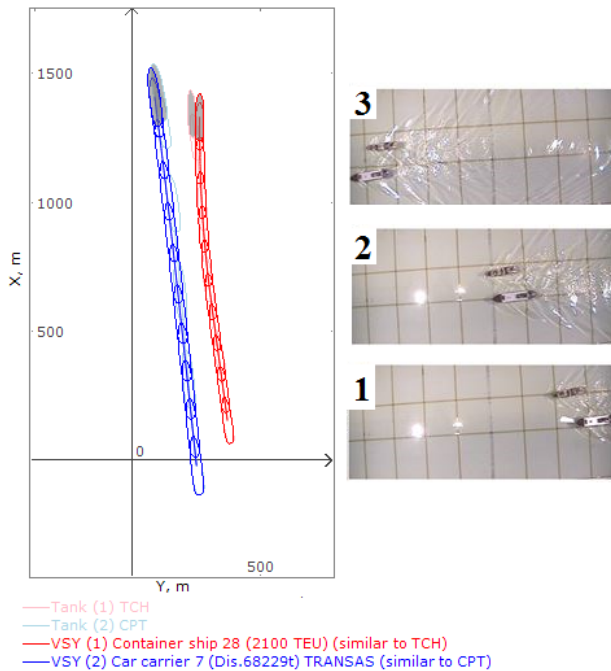 1500
1000
X, m
500
0
500
Y, m
3
2
1
Tank (1) TCH
Tank (2) CPT
VSY (1) Container ship 28 (2100 TEU) (similar to TCH)
VSY (2) Car carrier 7 (Dis.68229t) TRANSAS (similar to CPT)